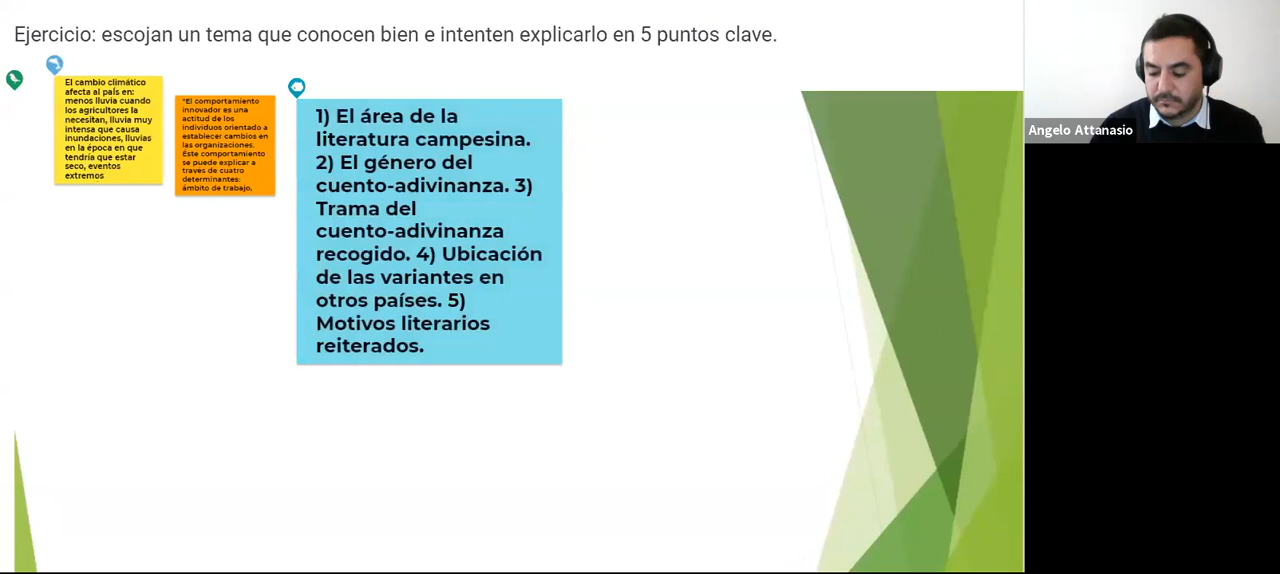 Ejercicio: escojan un tema que conocen bien e intenten explicarlo en 5 puntos clave.
El cambio climático
afecta al país en:
menos lluvia cuando
los agricultores la
necesitan, lluvia muy
intensa que causa
inundaciones, lluvias
en la época en que
tendría que estar
seco, eventos
extremos
"El comportamiento
innovador es una
actitud de los
individuos orientado a
establecer cambios en
las organizaciones.
Éste comportamiento
se puede explicar a
través de cuatro
determinantes:
ámbito de trabajo,
1) El área de la
literatura campesina.
2) El género del
cuento-adivinanza. 3)
Trama del
cuento-adivinanza
recogido. 4) Ubicación
de las variantes en
otros países. 5)
Motivos literarios
reiterados.
Angelo Attanasio